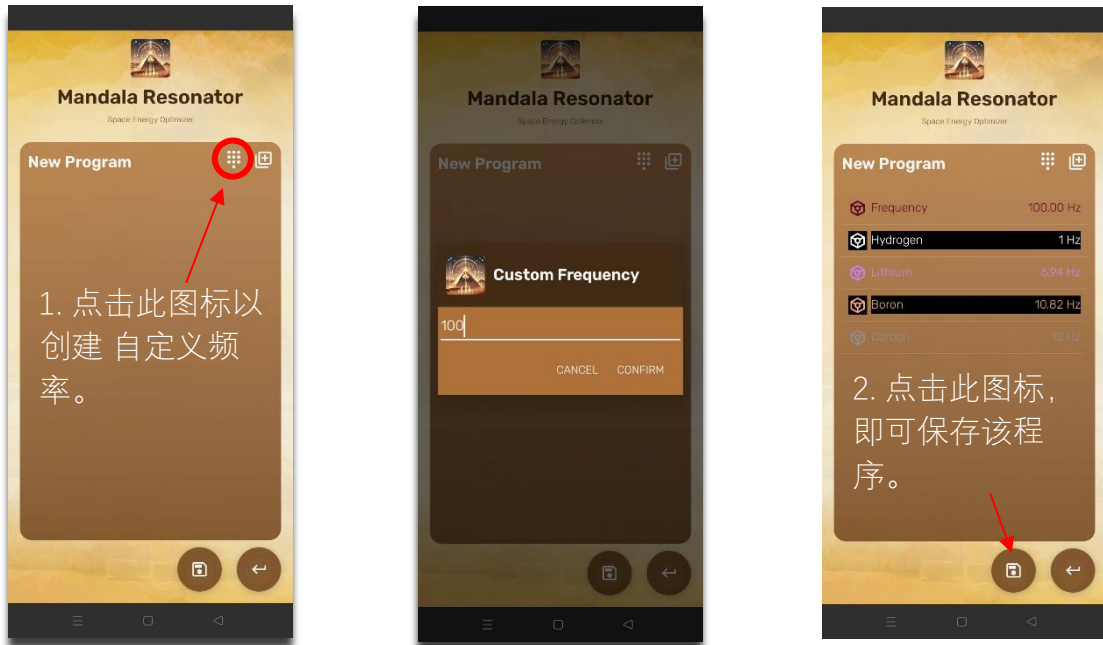 Mandala Resonator
Space Energy Optimizer
New Program
1. 点击此图标以
创建 自定义频
率。
Mandala Resonator
Space Energy Optimizer
New Program
Custom Frequency
100
CANCEL CONFIRM
Mandala Resonator
Space Energy Optimizer
New Program
Frequency 100.00 Hz
Hydrogen 1 Hz
Lithium 6.94 Hz
Boron 10.82 Hz
Carbon 12 Hz
2. 点击此图标，
即可保存该程
序。